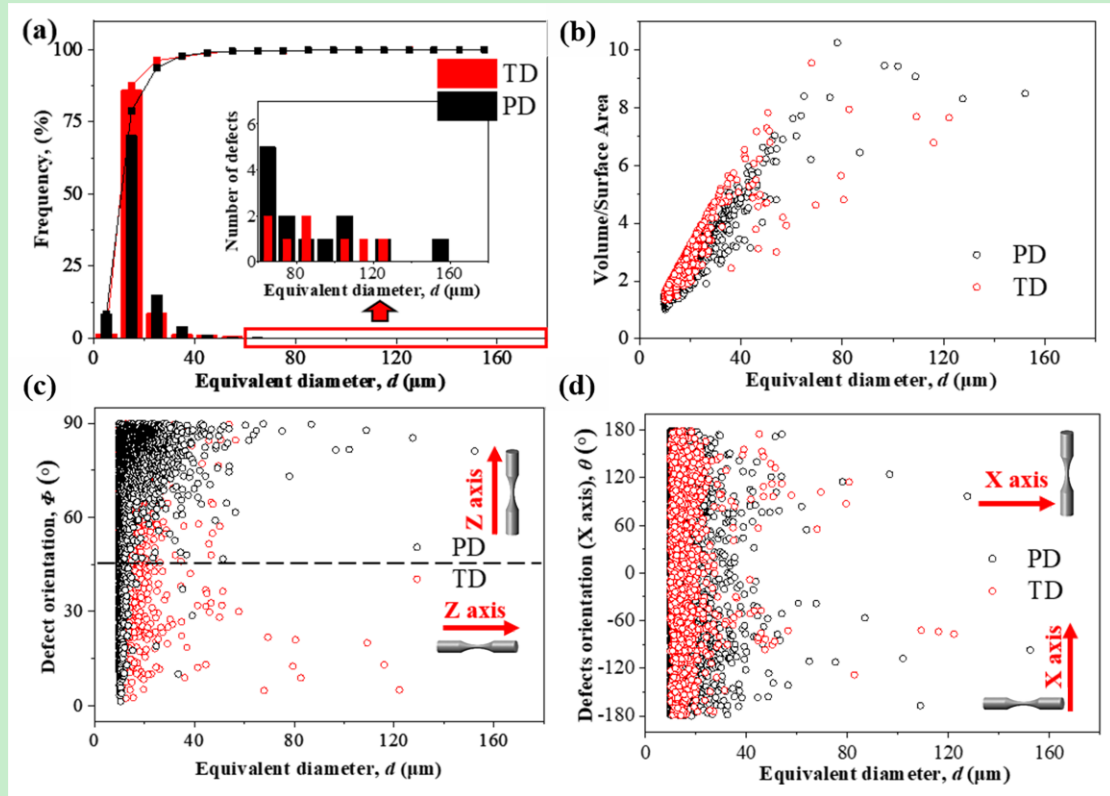 (a)
100
75
50
25
0
Frequency, (%)
TD
PD
6
4
2
0
Number of defects
80
120
160
Equivalent diameter, d (μm)
0
40
80
120
160
Equivalent diameter, d (μm)
(b)
10
8
6
4
2
0
Volume/Surface Area
PD
TD
0
40
80
120
160
Equivalent diameter, d (μm)
(c)
90
60
30
0
Defect orientation, Φ (°)
Z axis
PD
TD
Z axis
0
40
80
120
160
Equivalent diameter, d (μm)
(d)
180
120
60
0
-60
-120
-180
Defects orientation (X axis), θ (°)
X axis
PD
TD
X axis
0
40
80
120
160
Equivalent diameter, d (μm)